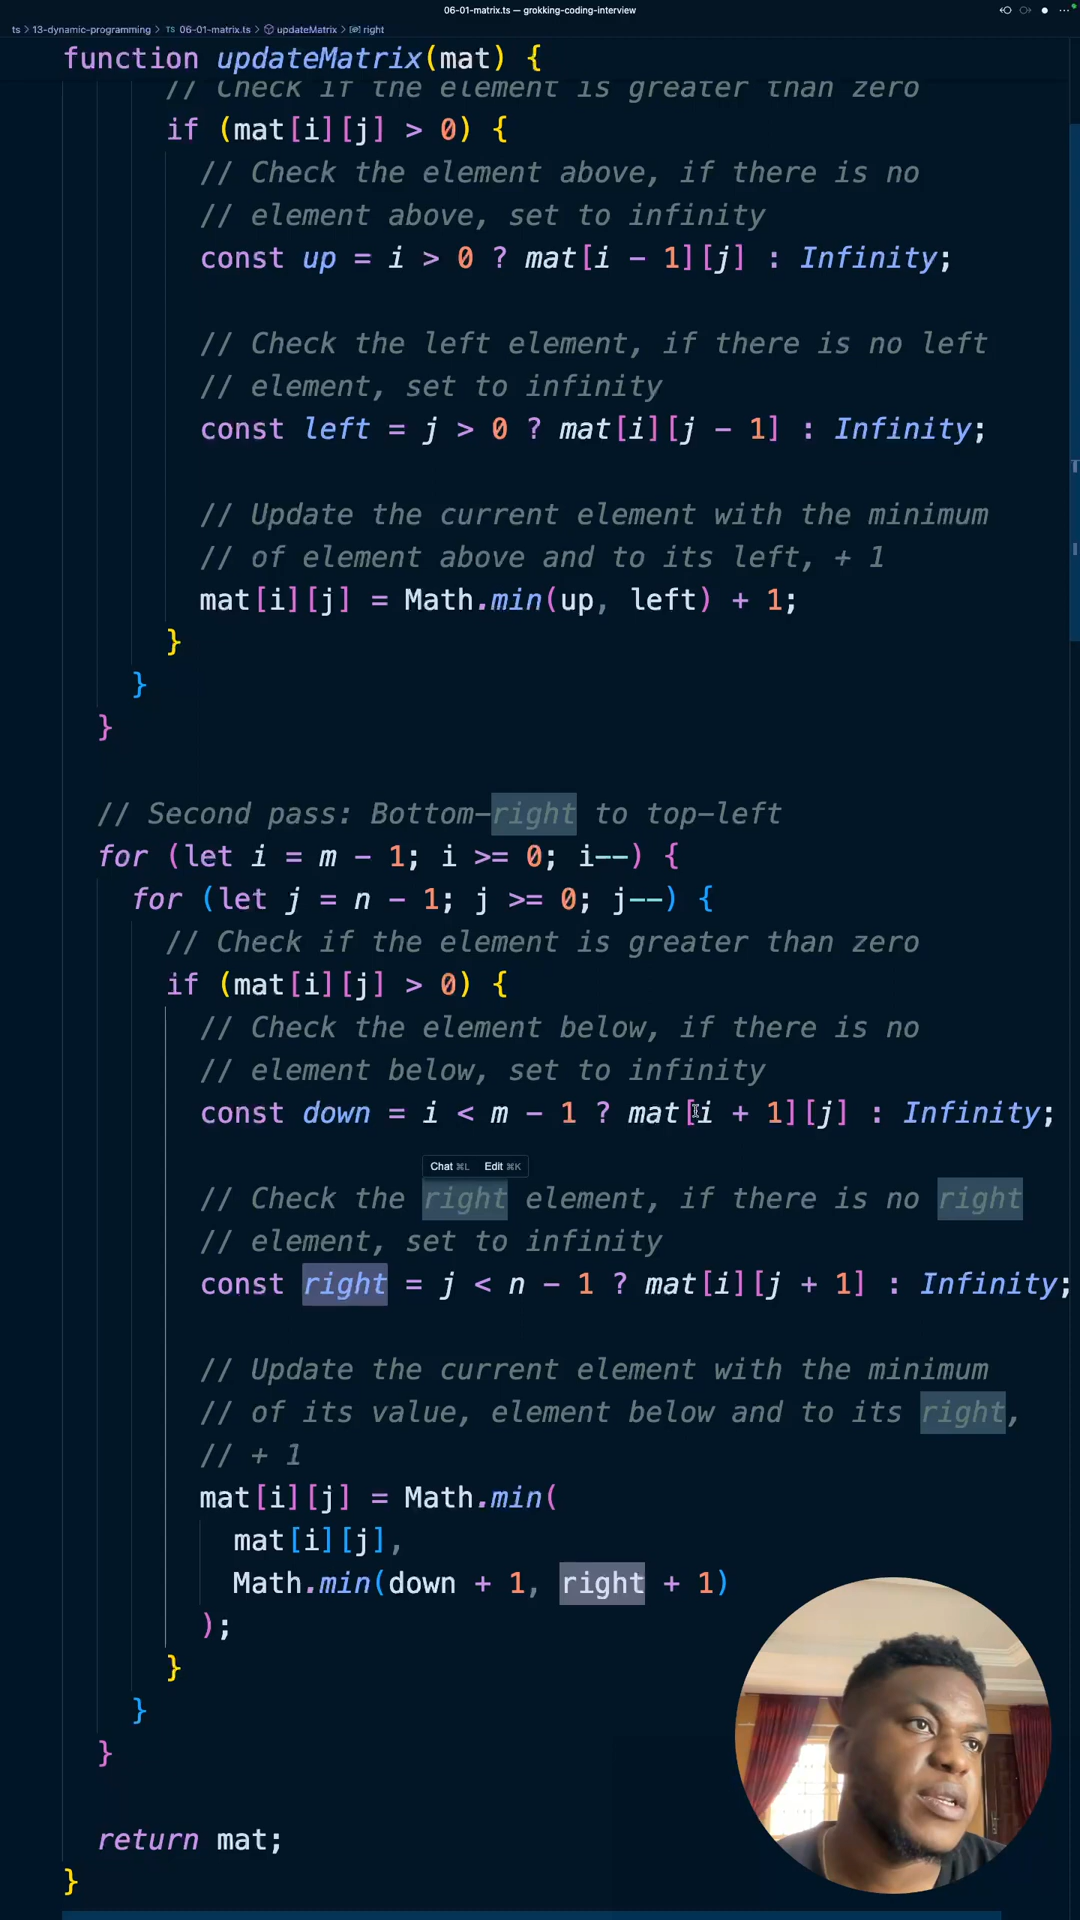 06-01-matrix.ts — grokking-coding-interview
ts > 13-dynamic-programming > TS 06-01-matrix.ts > updateMatrix > right
function updateMatrix(mat) {
// Check if the element is greater than zero
if (mat[i][j] > 0) {
// Check the element above, if there is no
// element above, set to infinity
const up = i > 0 ? mat[i - 1][j] : Infinity;
// Check the left element, if there is no left
// element, set to infinity
const left = j > 0 ? mat[i][j - 1] : Infinity;
// Update the current element with the minimum
// of element above and to its left, + 1
mat[i][j] = Math.min(up, left) + 1;
}
}
}
// Second pass: Bottom-right to top-left
for (let i = m - 1; i >= 0; i--) {
for (let j = n - 1; j >= 0; j--) {
// Check if the element is greater than zero
if (mat[i][j] > 0) {
// Check the element below, if there is no
// element below, set to infinity
const down = i < m - 1 ? mat[i + 1][j] : Infinity;
Chat ⌘L Edit ⌘K
// Check the right element, if there is no right
// element, set to infinity
const right = j < n - 1 ? mat[i][j + 1] : Infinity;
// Update the current element with the minimum
// of its value, element below and to its right,
// + 1
mat[i][j] = Math.min(
mat[i][j],
Math.min(down + 1, right + 1)
);
}
}
}
return mat;
}